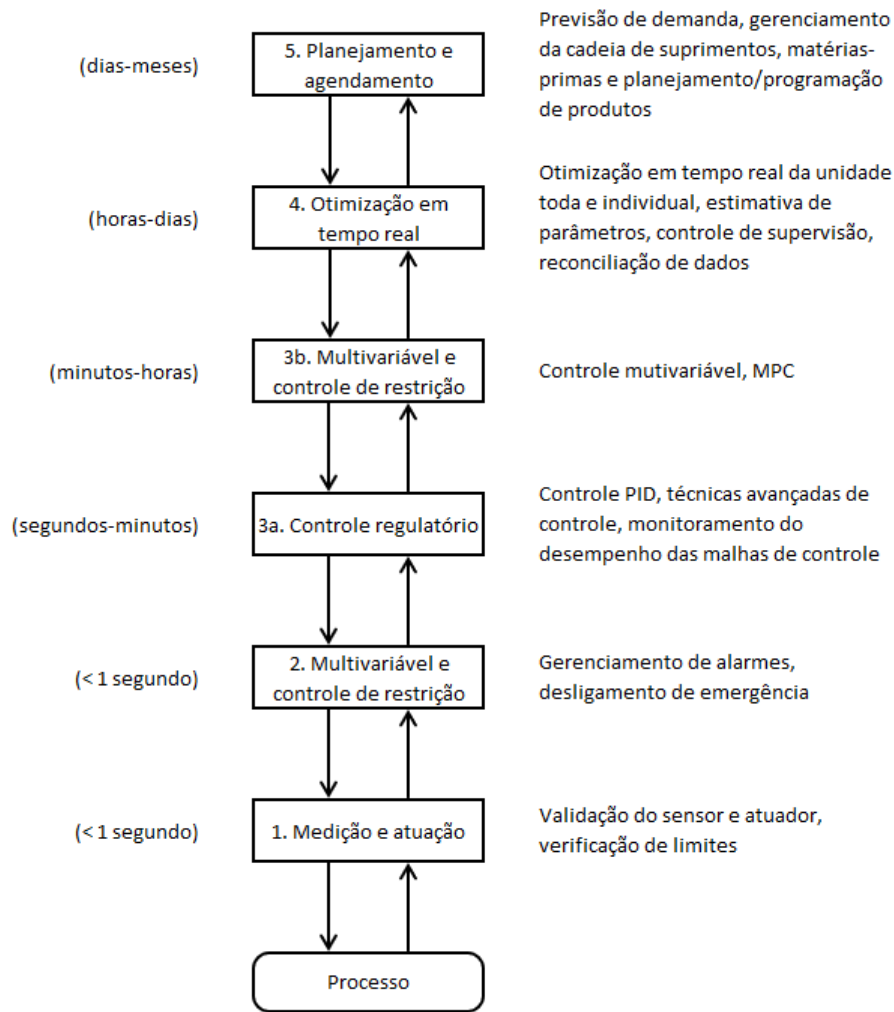 (dias-meses)
5. Planejamento e
agendamento
Previsão de demanda, gerenciamento
da cadeia de suprimentos, matérias-
primas e planejamento/programação
de produtos
(horas-dias)
4. Otimização em
tempo real
Otimização em tempo real da unidade
toda e individual, estimativa de
parâmetros, controle de supervisão,
reconciliação de dados
(minutos-horas)
3b. Multivariável e
controle de restrição
Controle mutivariável, MPC
(segundos-minutos)
3a. Controle regulatório
Controle PID, técnicas avançadas de
controle, monitoramento do
desempenho das malhas de controle
(< 1 segundo)
2. Multivariável e
controle de restrição
Gerenciamento de alarmes,
desligamento de emergência
(< 1 segundo)
1. Medição e atuação
Validação do sensor e atuador,
verificação de limites
Processo